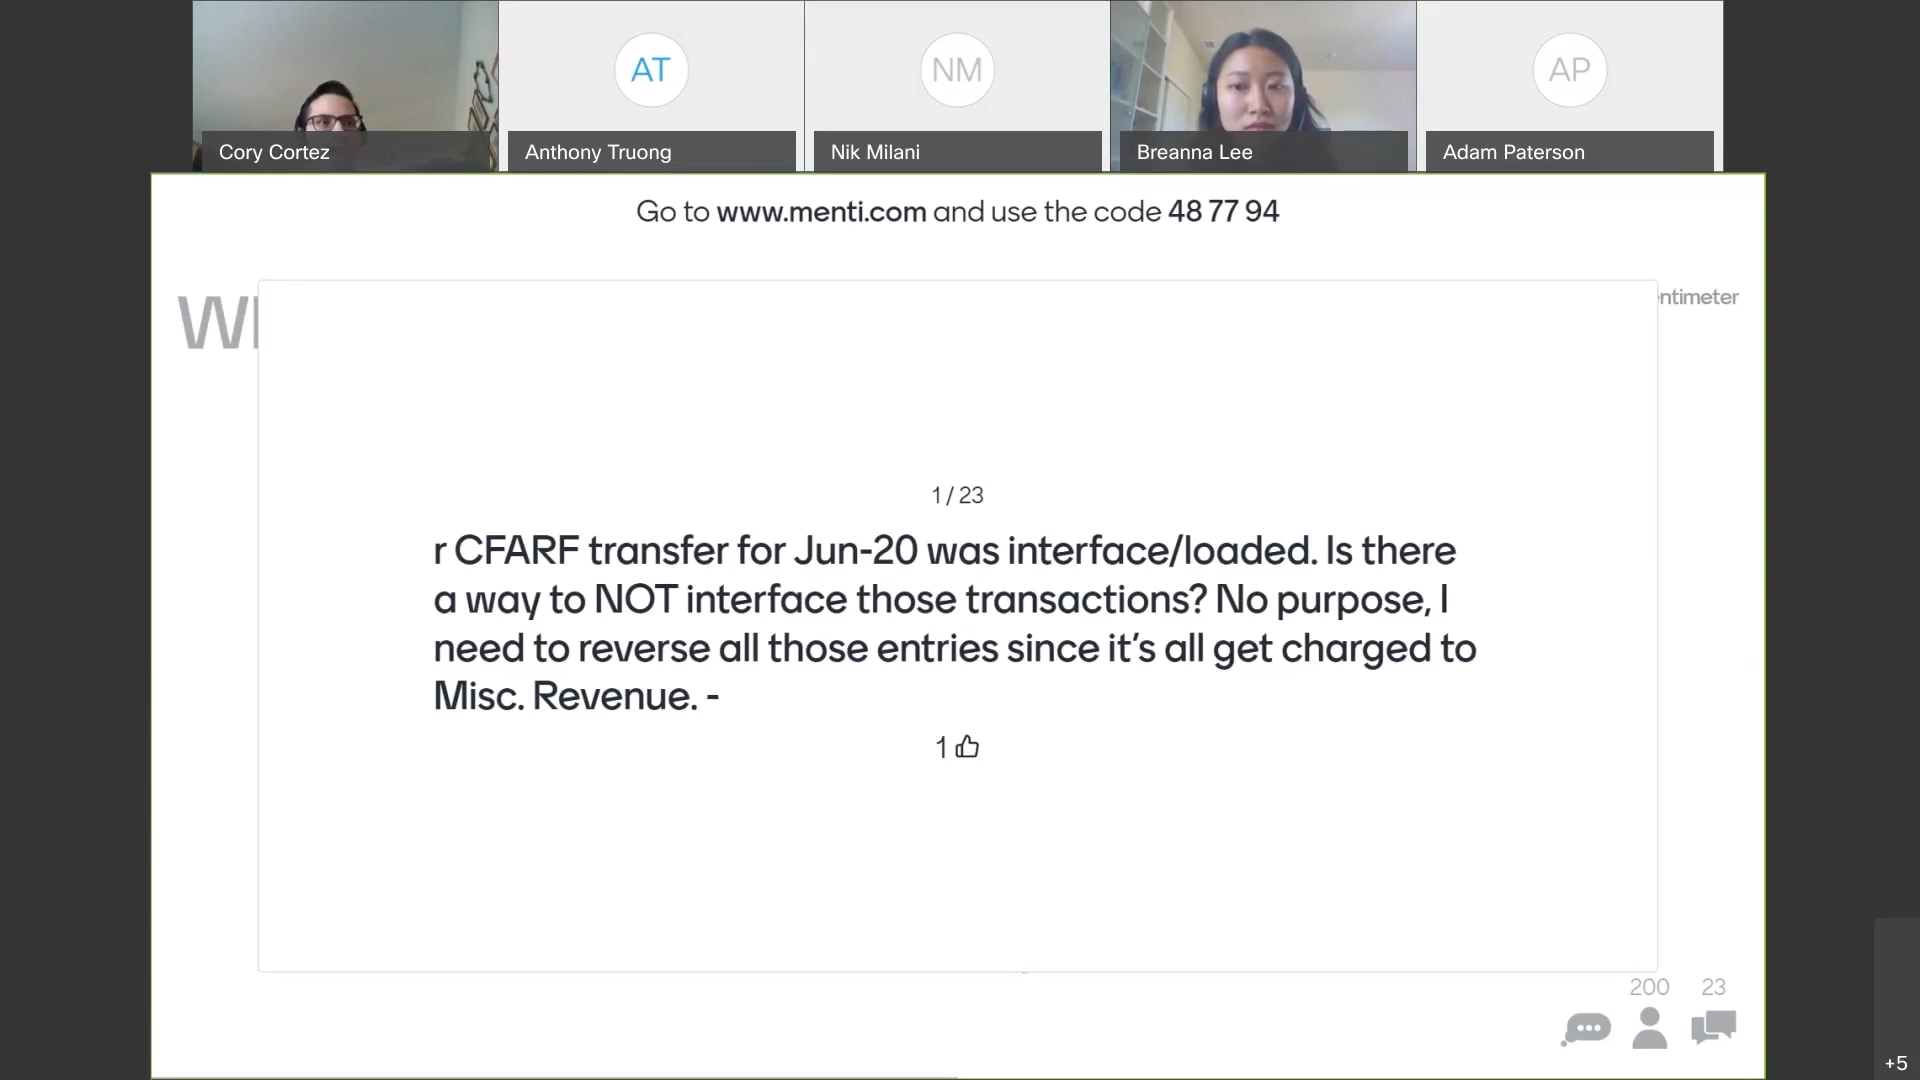 AT
NM
AP
Cory Cortez
Anthony Truong
Nik Milani
Breanna Lee
Adam Paterson
Go to www.menti.com and use the code 48 77 94
entimeter
1 / 23
r CFARF transfer for Jun-20 was interface/loaded. Is there
a way to NOT interface those transactions? No purpose, I
need to reverse all those entries since it’s all get charged to
Misc. Revenue. -
1
200
23
+5